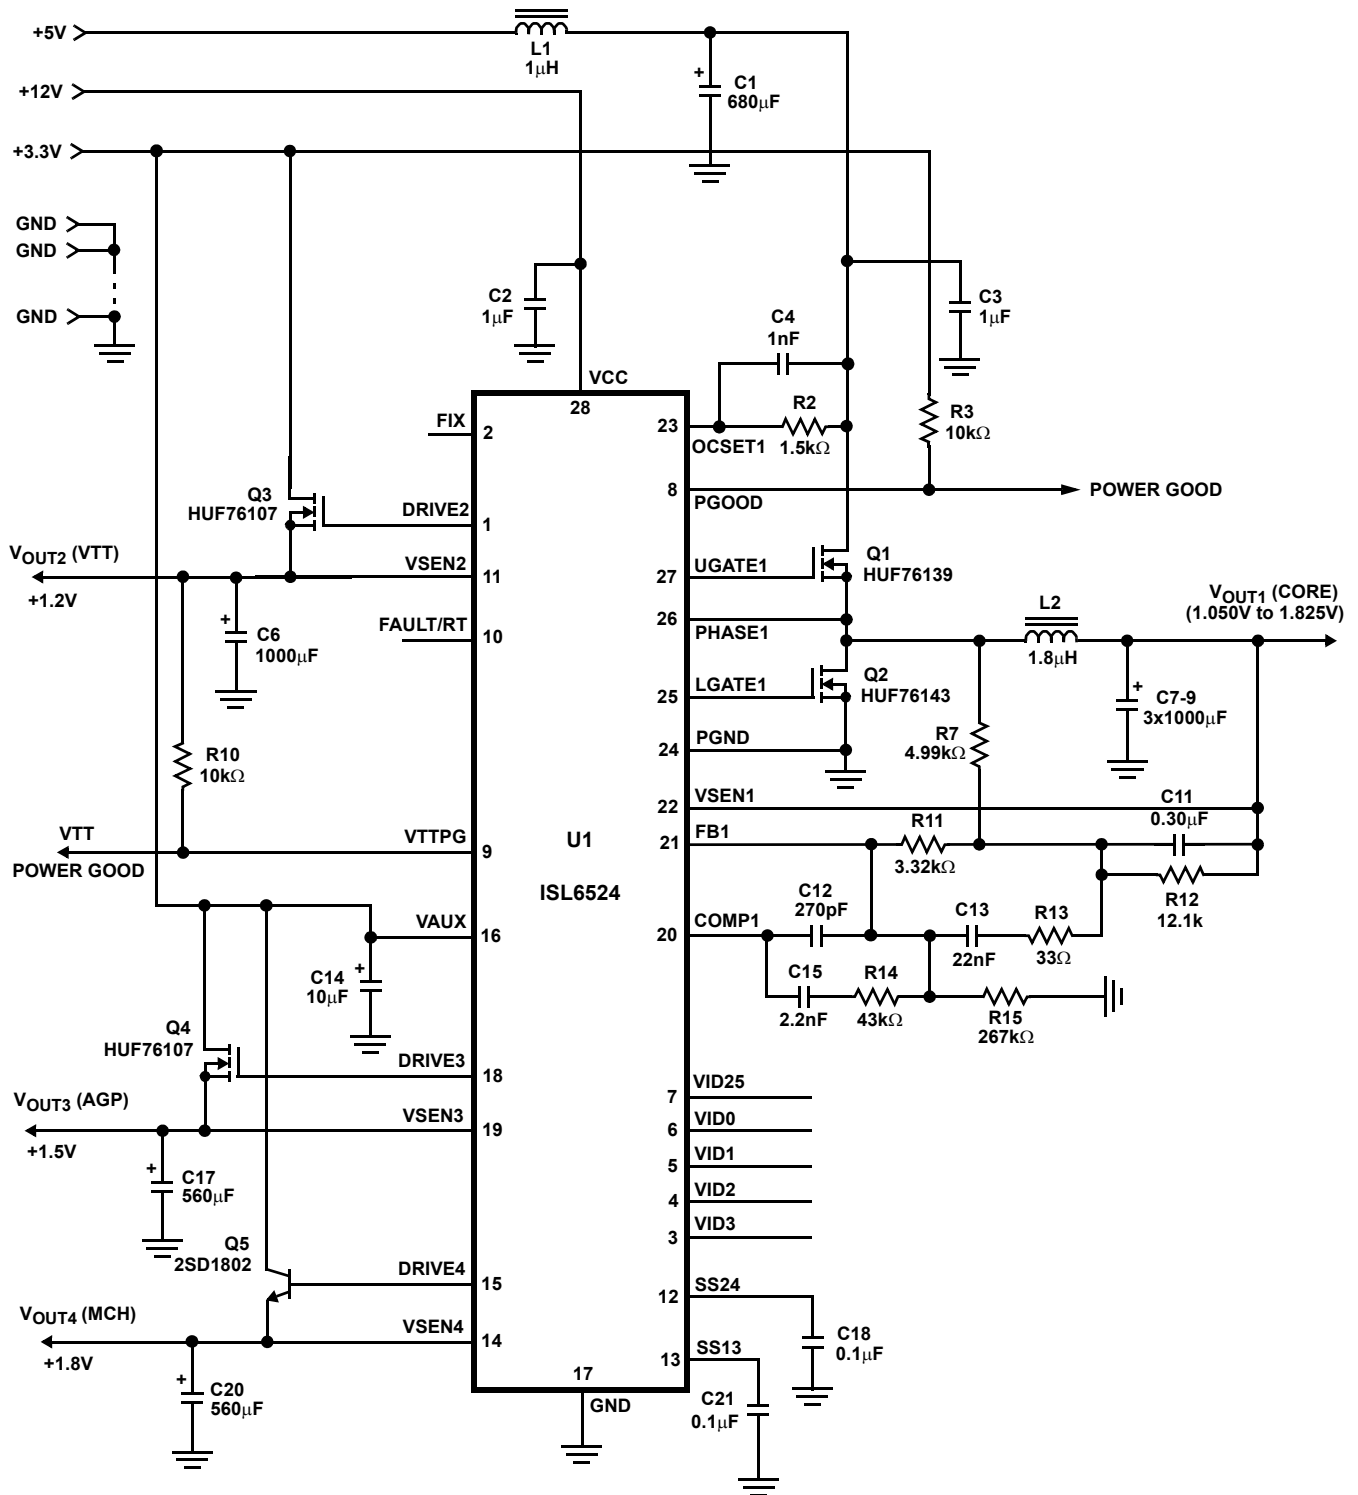 +5V
L1
1μH
+
C1
680μF
+12V
+3.3V
GND
GND
GND
C2
1μF
C3
1μF
C4
1nF
VCC
28
FIX
2
23
OCSET1
R2
1.5kΩ
R3
10kΩ
8
PGOOD
POWER GOOD
Q3
HUF76107
DRIVE2
1
VOUT2 (VTT)
+1.2V
VSEN2
11
+
C6
1000μF
FAULT/RT
10
UGATE1
27
Q1
HUF76139
26
PHASE1
L2
1.8μH
VOUT1 (CORE)
(1.050V to 1.825V)
LGATE1
25
Q2
HUF76143
+
C7-9
3x1000μF
PGND
24
R7
4.99kΩ
R10
10kΩ
VSEN1
22
C11
0.30μF
FB1
21
R11
3.32kΩ
R12
12.1k
VTT
POWER GOOD
VTTPG
9
U1
ISL6524
COMP1
20
C12
270pF
C13
22nF
R13
33Ω
C15
2.2nF
R14
43kΩ
R15
267kΩ
VAUX
16
+
C14
10μF
Q4
HUF76107
DRIVE3
18
VOUT3 (AGP)
+1.5V
VSEN3
19
+
C17
560μF
VID25
7
VID0
6
VID1
5
VID2
4
VID3
3
Q5
2SD1802
DRIVE4
15
SS24
12
C18
0.1μF
VOUT4 (MCH)
+1.8V
VSEN4
14
SS13
13
+
C20
560μF
C21
0.1μF
17
GND